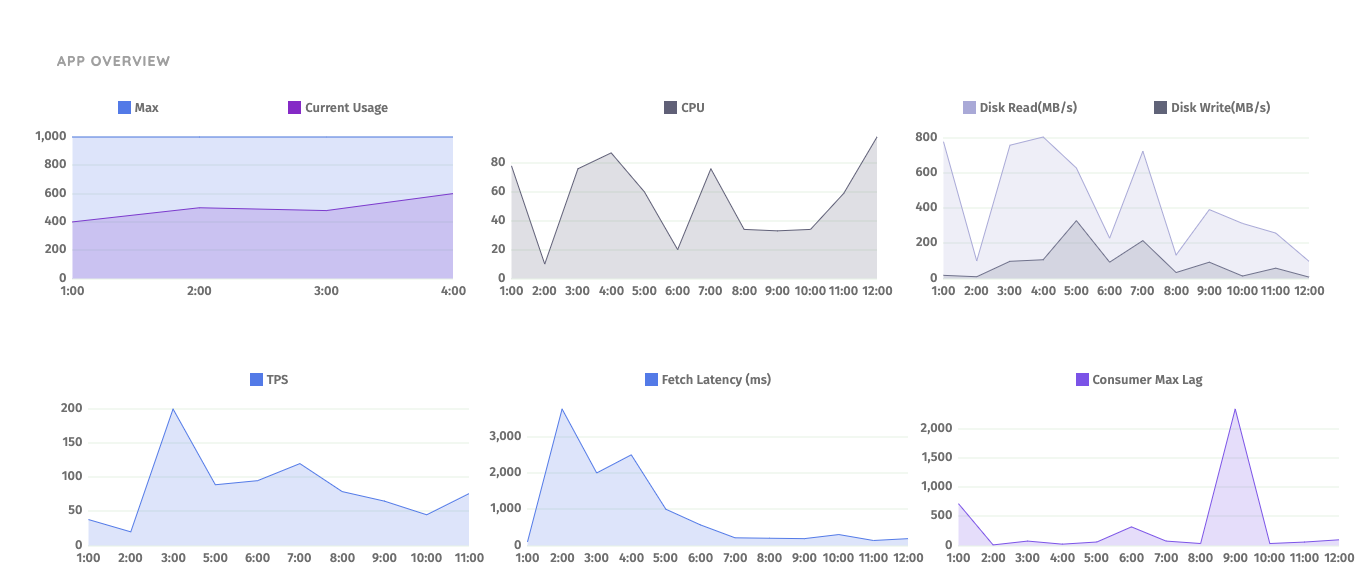 APP OVERVIEW
Max Current Usage
1,000
800
600
400
200
0
1:00 2:00 3:00 4:00
CPU
80
60
40
20
0
1:00 2:00 3:00 4:00 5:00 6:00 7:00 8:00 9:00 10:00 11:00 12:00
Disk Read(MB/s) Disk Write(MB/s)
800
600
400
200
0
1:00 2:00 3:00 4:00 5:00 6:00 7:00 8:00 9:00 10:00 11:00 12:00
TPS
200
150
100
50
0
1:00 2:00 3:00 5:00 6:00 7:00 8:00 9:00 10:00 11:00
Fetch Latency (ms)
3,000
2,000
1,000
0
1:00 2:00 3:00 4:00 5:00 6:00 7:00 8:00 9:00 10:00 11:00 12:00
Consumer Max Lag
2,000
1,500
1,000
500
0
1:00 2:00 3:00 4:00 5:00 6:00 7:00 8:00 9:00 10:00 11:00 12:00